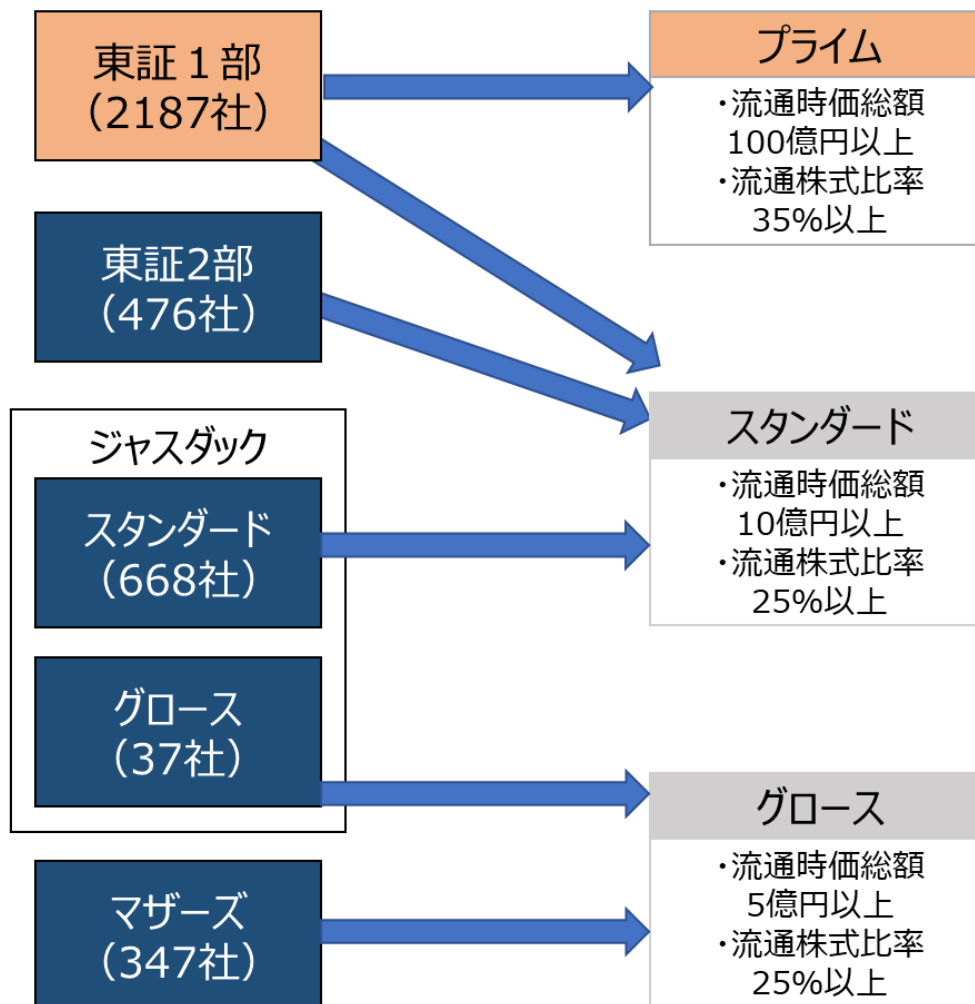 東証１部
（2187社）
東証2部
（476社）
ジャスダック
スタンダード
（668社）
グロース
（37社）
マザーズ
（347社）
プライム
・流通時価総額
100億円以上
・流通株式比率
35%以上
スタンダード
・流通時価総額
10億円以上
・流通株式比率
25%以上
グロース
・流通時価総額
5億円以上
・流通株式比率
25%以上